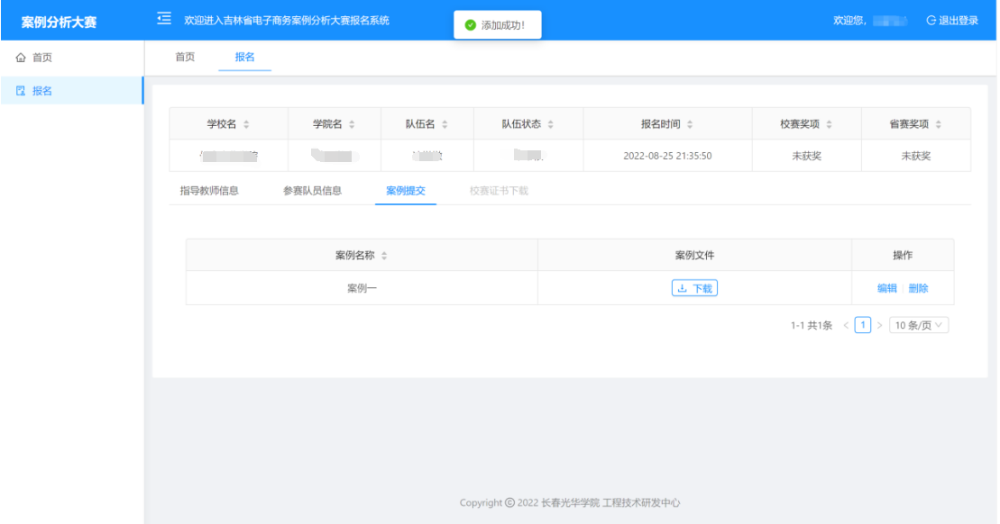 案例分析大赛
欢迎进入吉林省电子商务案例分析大赛报名系统
添加成功!
欢迎您,
退出登录
首页
报名
首页 报名
学校名 学院名 队伍名 队伍状态 报名时间 校赛奖项 省赛奖项
2022-08-25 21:35:50 未获奖 未获奖
指导教师信息 参赛队员信息 案例提交 校赛证书下载
案例名称 案例文件 操作
案例一 下载 编辑 删除
1-1 共1条 < 1 > 10 条/页
Copyright © 2022 长春光华学院 工程技术研发中心